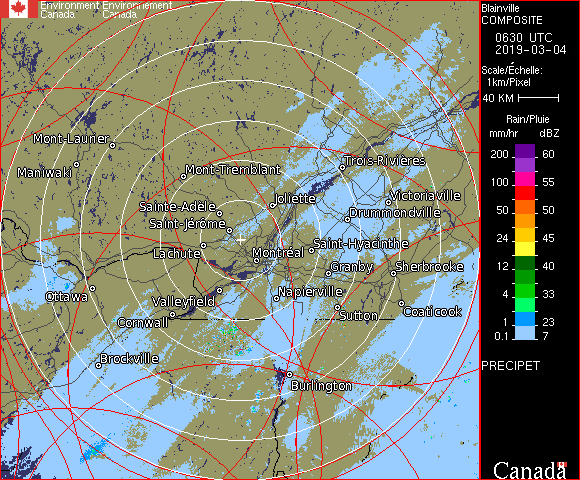 Environment Environnement
Canada Canada
Blainville
COMPOSITE
0630 UTC
2019-03-04
Scale/Échelle:
1km/Pixel
40 KM
Rain/Pluie
mm/hr dBZ
200 60
100 55
50 50
24 45
12 40
4 33
1 23
0.1 7
PRECIPET
Canada
Mont-Laurier
Maniwaki
Mont-Tremblant
Trois-Rivières
Sainte-Adele
Joliette
Victoriaville
Drummondville
Saint-Jérôme
Lachute
Montréal
Saint-Hyacinthe
Granby
Sherbrooke
Ottawa
Valleyfield
Napierville
Cornwall
Sutton
Coaticook
Brockville
Burlington